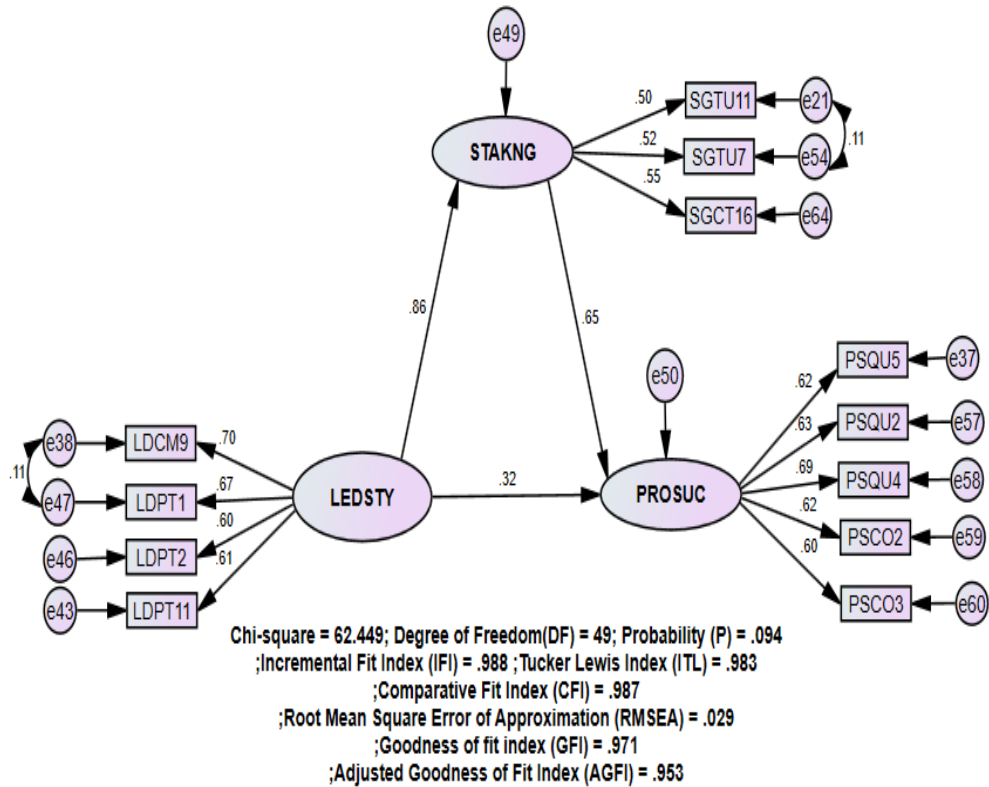 e49
.50
SGTU11
e21
STAKNG
.52
SGTU7
e54
.11
.55
SGCT16
e64
.86
.65
e50
PSQU5
e37
.62
.63
PSQU2
e57
e38
LDCM9
.70
.69
PSQU4
e58
.11
e47
LDPT1
.67
LEDSTY
.32
PROSUC
.62
PSCO2
e59
e46
LDPT2
.60
.60
e43
LDPT11
.61
PSCO3
e60
Chi-square = 62.449; Degree of Freedom(DF) = 49; Probability (P) = .094
;Incremental Fit Index (IFI) = .988 ;Tucker Lewis Index (ITL) = .983
;Comparative Fit Index (CFI) = .987
;Root Mean Square Error of Approximation (RMSEA) = .029
;Goodness of fit index (GFI) = .971
;Adjusted Goodness of Fit Index (AGFI) = .953